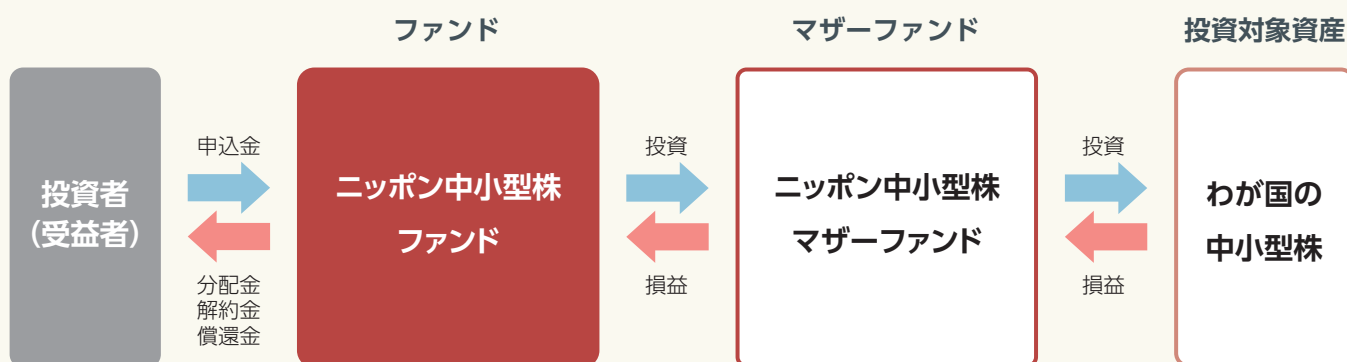 ファンド
マザーファンド
投資対象資産
投資者
(受益者)
申込金
分配金
解約金
償還金
ニッポン中小型株
ファンド
投資
損益
ニッポン中小型株
マザーファンド
投資
損益
わが国の
中小型株